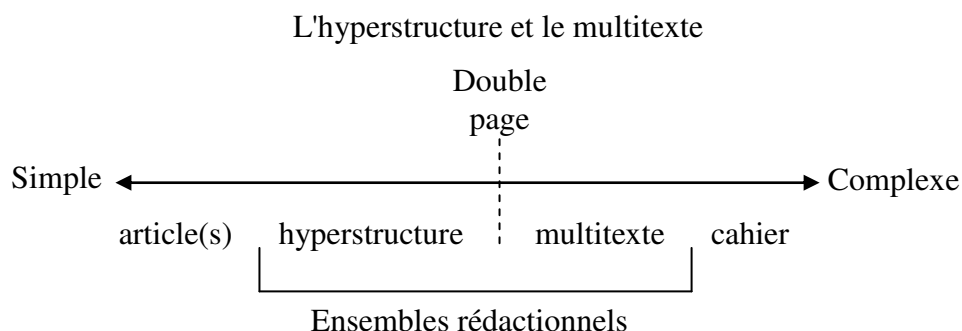 L'hyperstructure et le multitexte
Double
page
Simple
Complexe
article(s) hyperstructure multitexte cahier
Ensembles rédactionnels